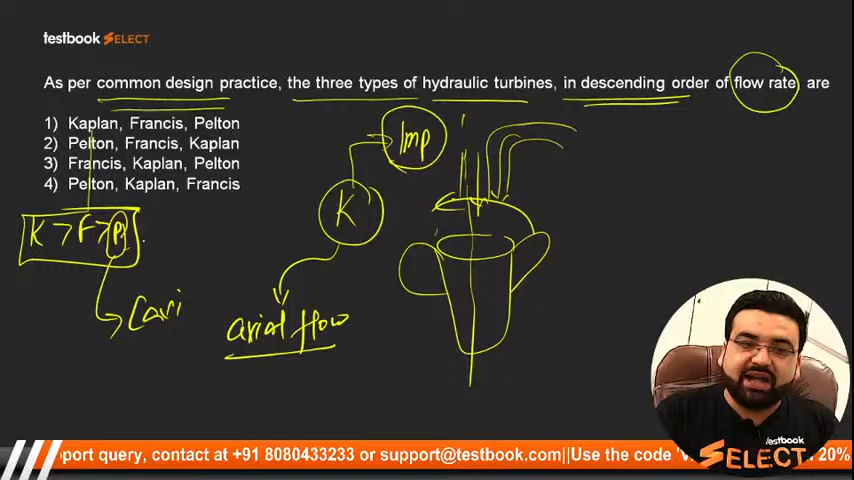 testbook SELECT
As per common design practice, the three types of hydraulic turbines, in descending order of flow rate are
1) Kaplan, Francis, Pelton
2) Pelton, Francis, Kaplan
3) Francis, Kaplan, Pelton
4) Pelton, Kaplan, Francis
Imp
K
K > F > P
Cavi
axial flow
testbook
SELECT
pport query, contact at +91 8080433233 or support@testbook.com||Use the code 'V 20%